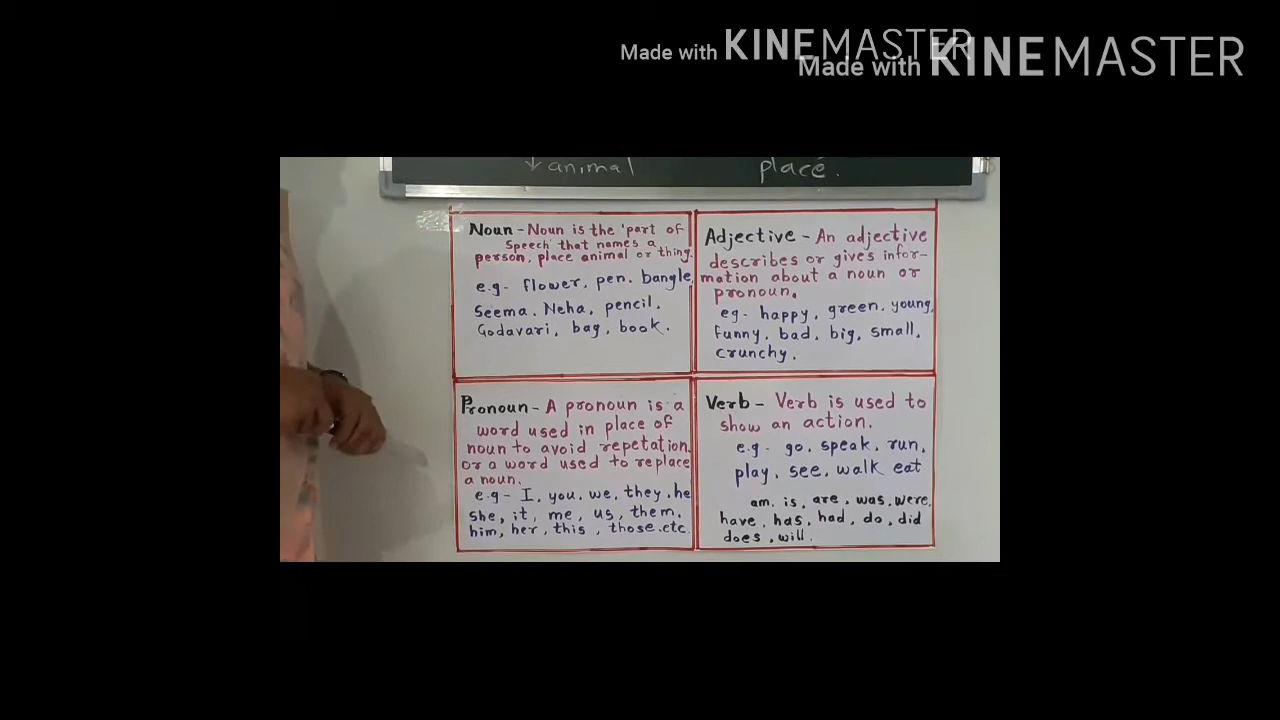 Made with KINEMASTER
Made with KINEMASTER
↓ animal place.
Noun - Noun is the 'part of
speech that names a
person, place animal or thing.
e.g- flower, pen. bangle,
Seema. Neha, pencil.
Godavari, bag, book.
Adjective - An adjective
describes or gives infor-
mation about a noun or
pronoun.
eg- happy, green. young,
funny, bad, big, small,
crunchy.
Pronoun - A pronoun is a
word used in place of
noun to avoid repetation.
or a word used to replace
a noun.
e.g- I, you, we, they, he
she, it, me, us, them.
him, her, this, those.etc.
Verb - Verb is used to
show an action.
e.g- go, speak, run,
play, see, walk eat
am, is, are, was, were,
have, has, had, do, did
does, will.